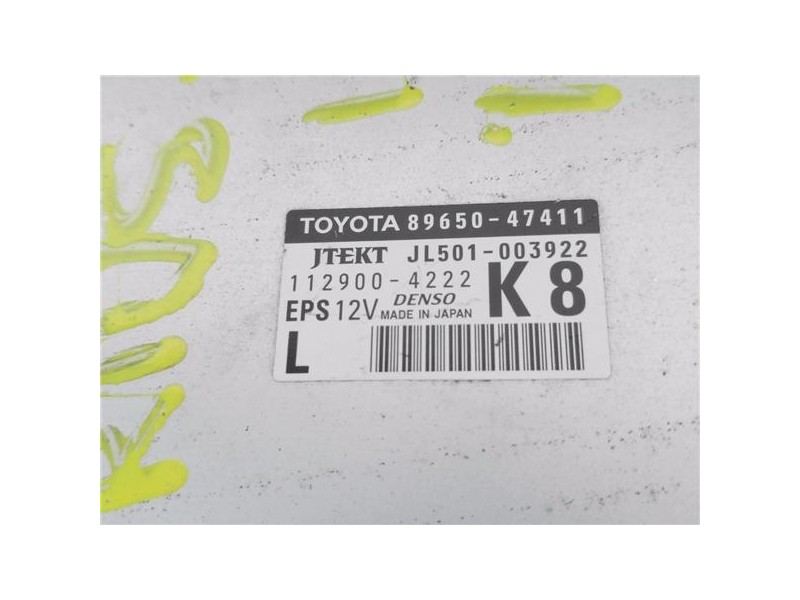 TOYOTA 89650-47411
JTEKT JL501-003922
112900-4222 K8
EPS 12V DENSO
MADE IN JAPAN
L